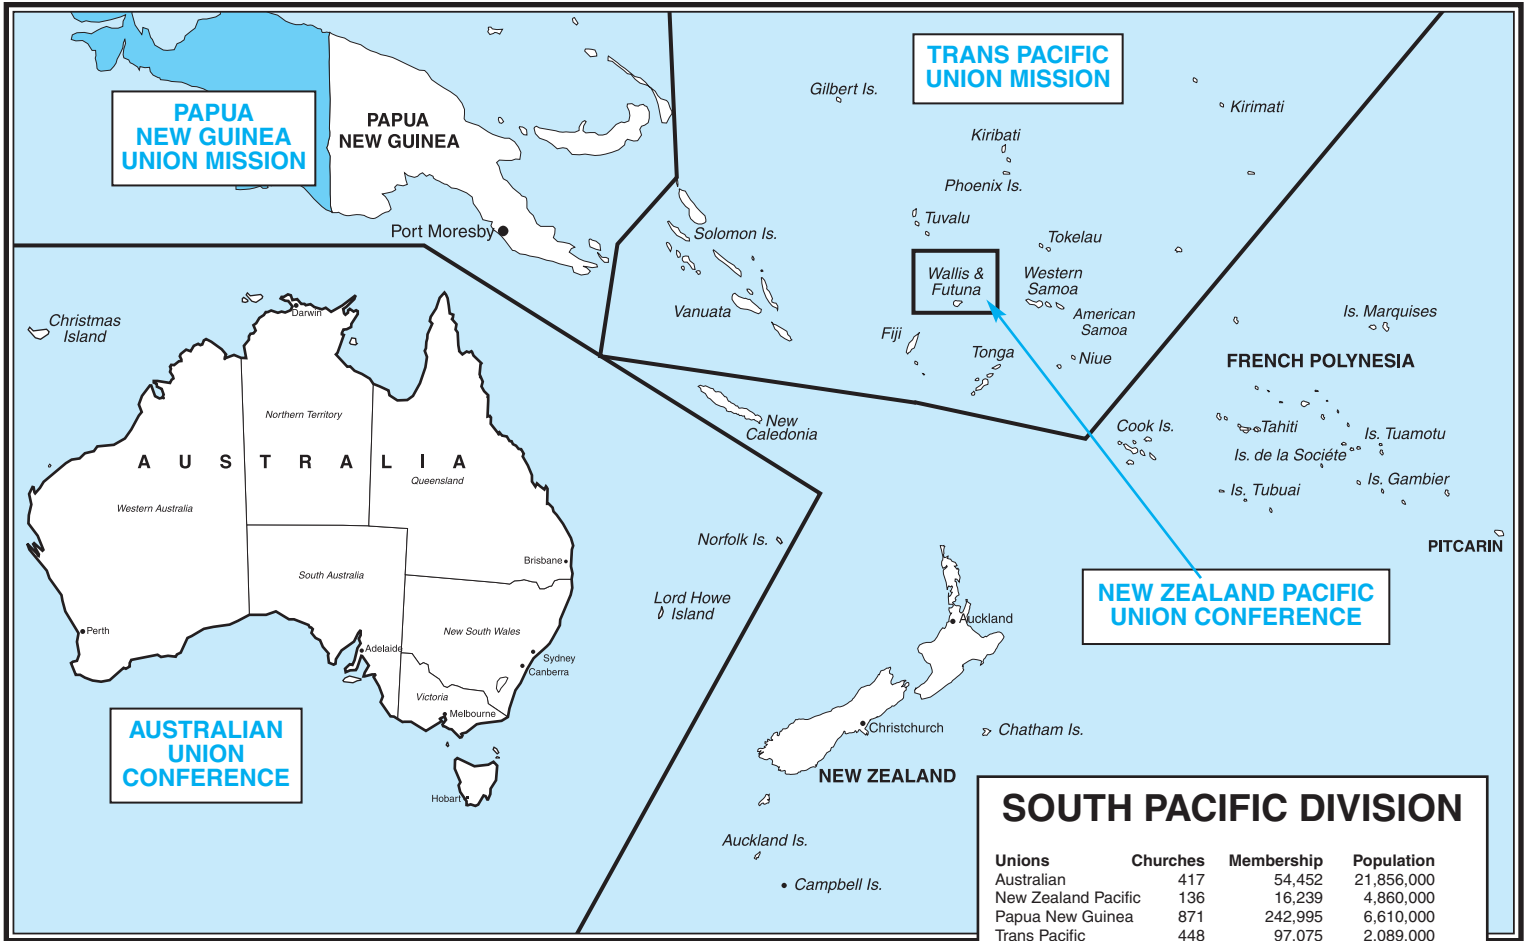 TRANS PACIFIC
UNION MISSION
Gilbert Is.
Kirimati
PAPUA
NEW GUINEA
UNION MISSION
PAPUA
NEW GUINEA
Kiribati
Phoenix Is.
Tuvalu
Port Moresby
Solomon Is.
Tokelau
Wallis &
Futuna
Western
Samoa
Vanuata
American
Samoa
Christmas
Island
Darwin
Fiji
Tonga
Niue
Is. Marquises
FRENCH POLYNESIA
Northern Territory
New
Caledonia
Cook Is.
Tahiti
Is. Tuamotu
Is. de la Sociéte
Is. Gambier
Is. Tubuai
AUSTRALIA
Queensland
Western Australia
Norfolk Is.
PITCARIN
Brisbane
South Australia
Lord Howe
Island
NEW ZEALAND PACIFIC
UNION CONFERENCE
Auckland
Perth
New South Wales
Adelaide
Sydney
Canberra
Victoria
Melbourne
AUSTRALIAN
UNION
CONFERENCE
Christchurch
Chatham Is.
NEW ZEALAND
Hobart
Auckland Is.
Campbell Is.
SOUTH PACIFIC DIVISION
Unions Churches Membership Population
Australian 417 54,452 21,856,000
New Zealand Pacific 136 16,239 4,860,000
Papua New Guinea 871 242,995 6,610,000
Trans Pacific 448 97,075 2,089,000